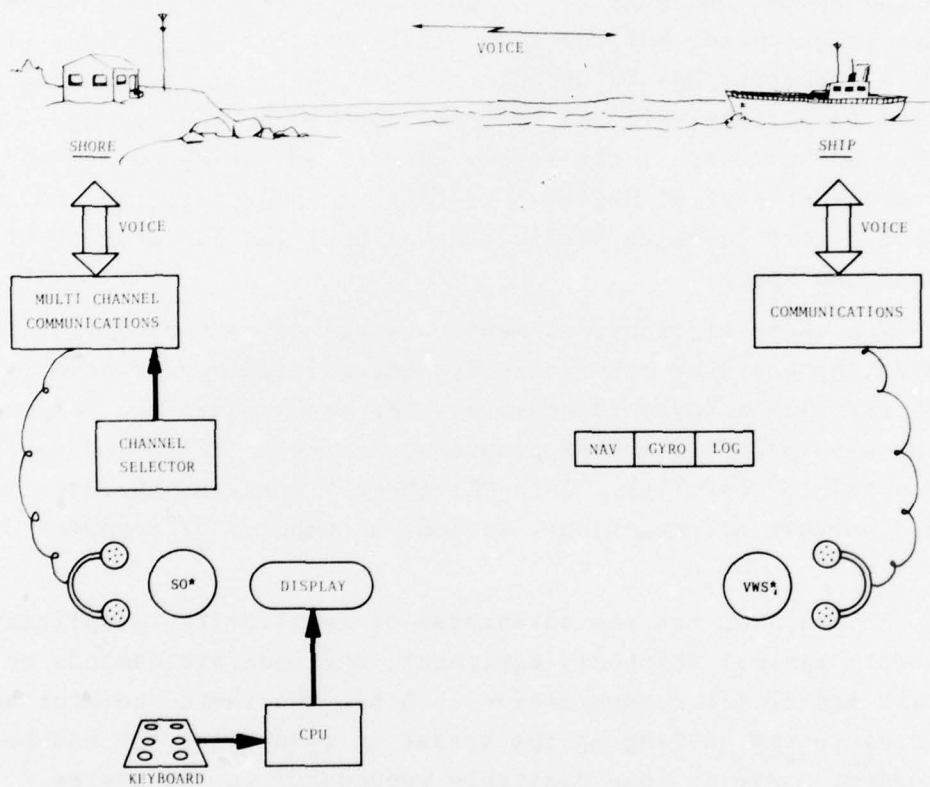 VOICE
SHORE
SHIP
VOICE
VOICE
MULTI CHANNEL
COMMUNICATIONS
COMMUNICATIONS
CHANNEL
SELECTOR
NAV GYRO LOG
SO*
DISPLAY
VWS*
CPU
KEYBOARD